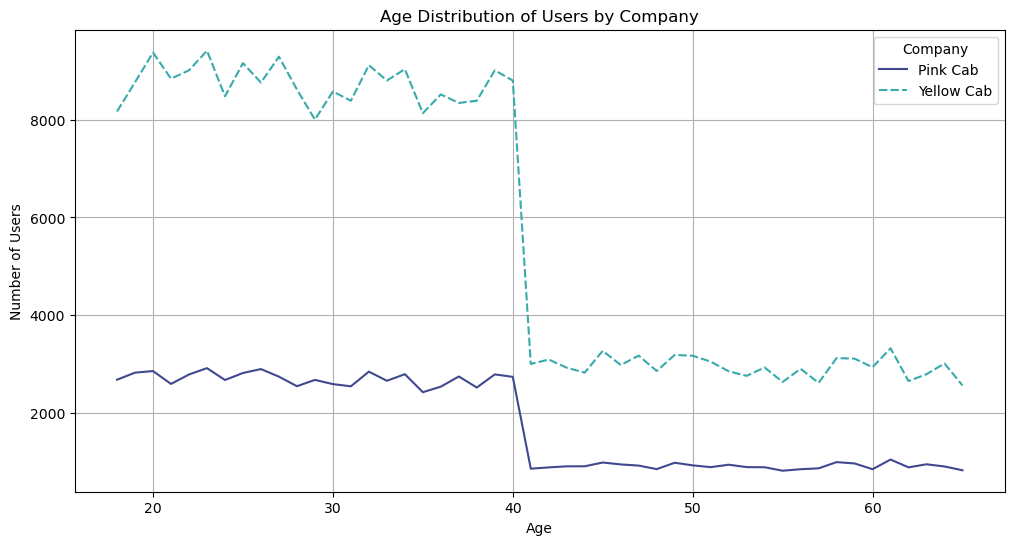 Age Distribution of Users by Company
Company
Pink Cab
Yellow Cab
Number of Users
8000
6000
4000
2000
20
30
40
50
60
Age